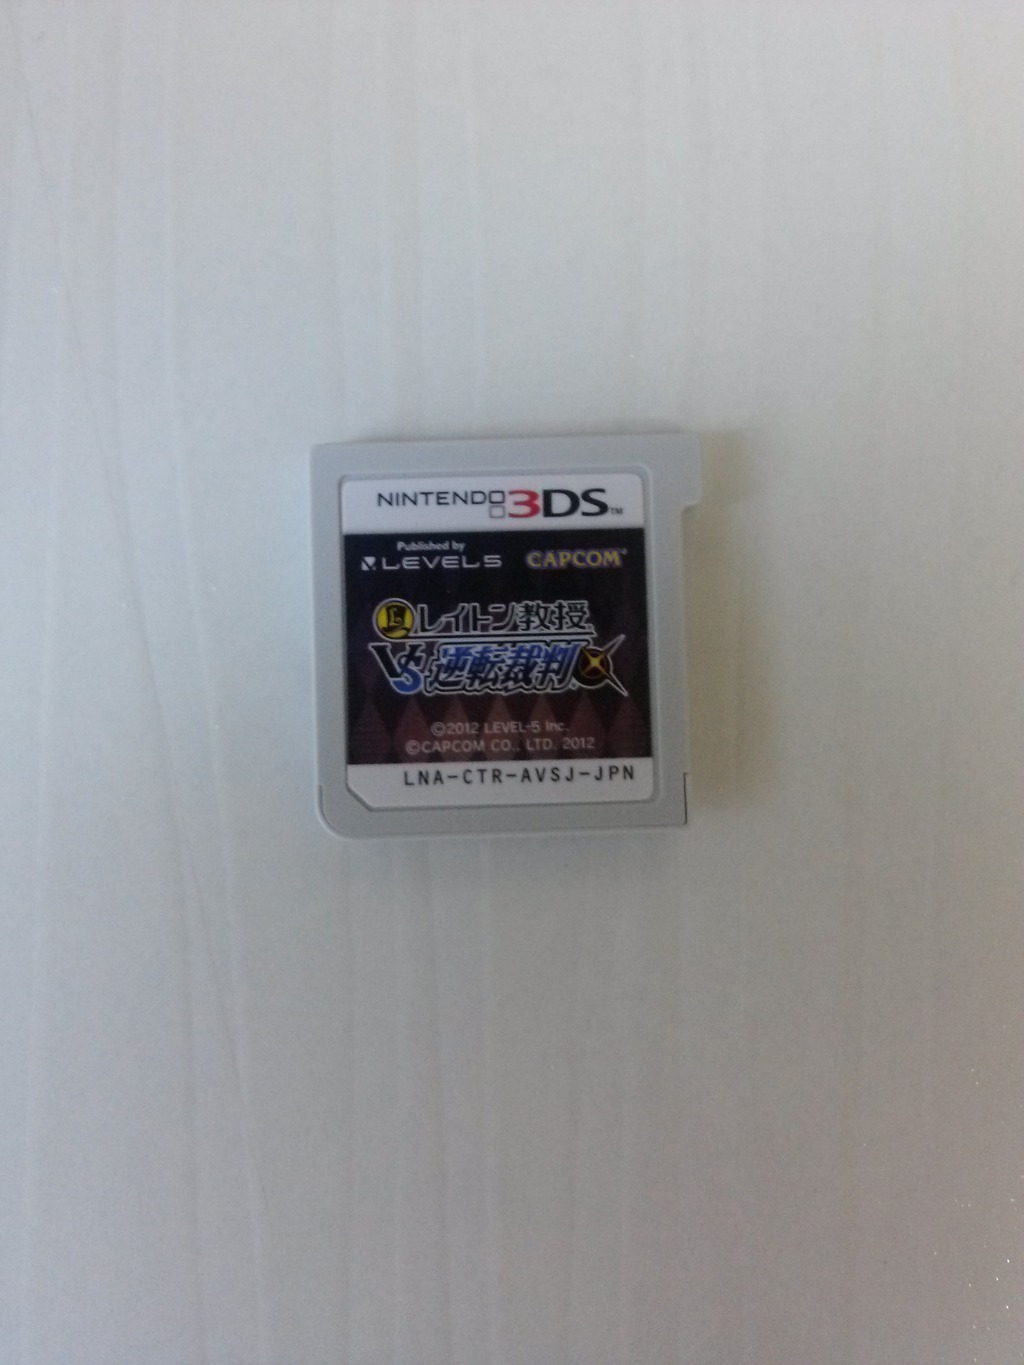 NINTENDO 3DS™
Published by
LEVEL5 CAPCOM®
L レイトン教授
VS 逆転裁判
©2012 LEVEL-5 Inc.
©CAPCOM CO., LTD. 2012
LNA-CTR-AVSJ-JPN